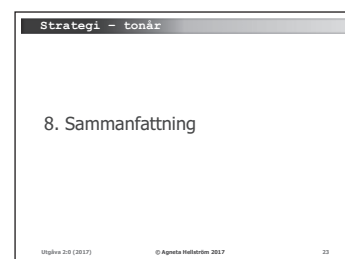 Strategi – tonår
8. Sammanfattning
Utgåva 2:0 (2017) © Agneta Hellström 2017 23